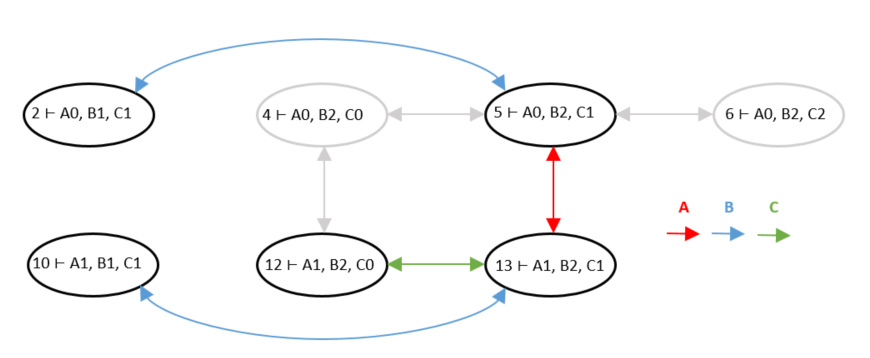 2 ⊢ A0, B1, C1
4 ⊢ A0, B2, C0
5 ⊢ A0, B2, C1
6 ⊢ A0, B2, C2
A B C
10 ⊢ A1, B1, C1
12 ⊢ A1, B2, C0
13 ⊢ A1, B2, C1